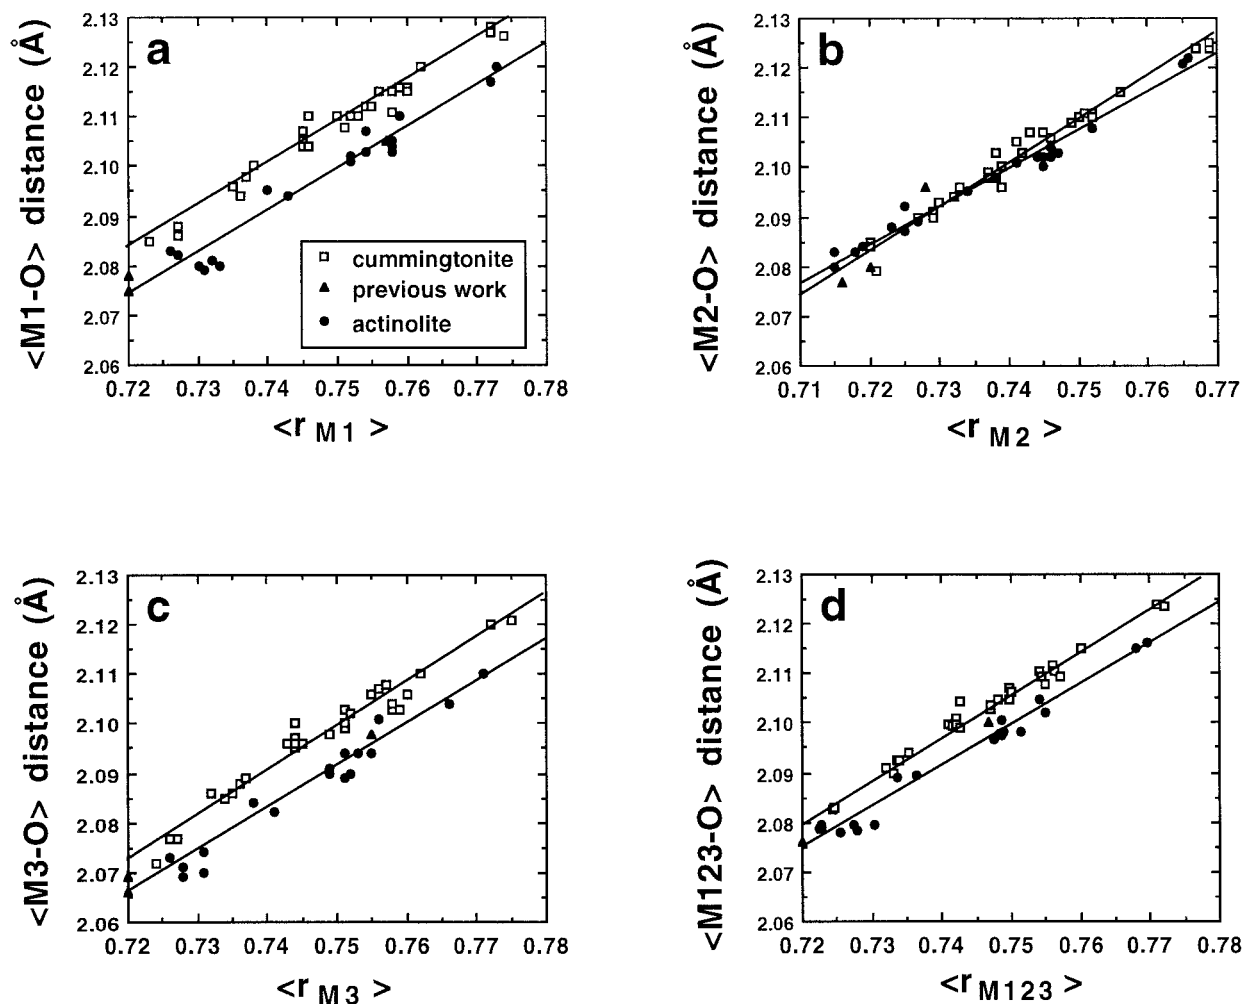 a
2.13
2.12
2.11
2.10
2.09
2.08
2.07
2.06
<M1-O> distance (Å)
0.72 0.73 0.74 0.75 0.76 0.77 0.78
<r M1 >
cummingtonite
previous work
actinolite
b
2.13
2.12
2.11
2.10
2.09
2.08
2.07
2.06
<M2-O> distance (Å)
0.71 0.72 0.73 0.74 0.75 0.76 0.77
<r M2 >
c
2.13
2.12
2.11
2.10
2.09
2.08
2.07
2.06
<M3-O> distance (Å)
0.72 0.73 0.74 0.75 0.76 0.77 0.78
<r M3 >
d
2.13
2.12
2.11
2.10
2.09
2.08
2.07
2.06
<M123-O> distance (Å)
0.72 0.73 0.74 0.75 0.76 0.77 0.78
<r M123 >